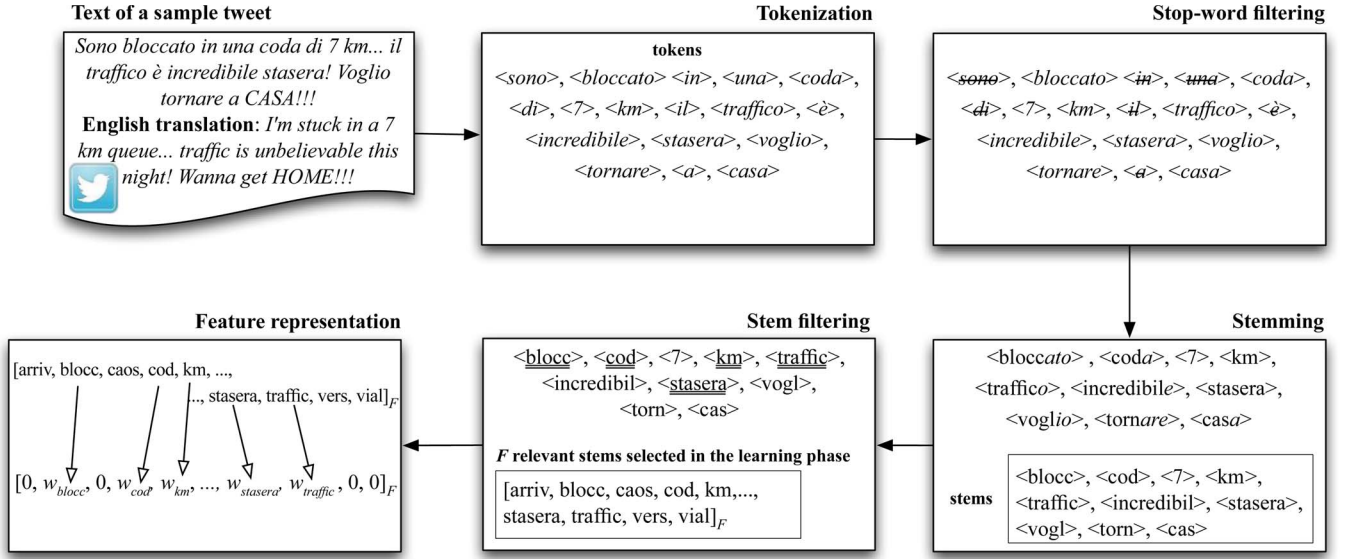 Text of a sample tweet
Sono bloccato in una coda di 7 km... il
traffico è incredibile stasera! Voglio
tornare a CASA!!!
English translation: I'm stuck in a 7
km queue... traffic is unbelievable this
night! Wanna get HOME!!!
Tokenization
tokens
<sono>, <bloccato> <in>, <una>, <coda>,
<di>, <7>, <km>, <il>, <traffico>, <è>,
<incredibile>, <stasera>, <voglio>,
<tornare>, <a>, <casa>
Stop-word filtering
<sono>, <bloccato> <in>, <una>, <coda>,
<di>, <7>, <km>, <il>, <traffico>, <è>,
<incredibile>, <stasera>, <voglio>,
<tornare>, <a>, <casa>
Stemming
<bloccato> , <coda>, <7>, <km>,
<traffico>, <incredibile>, <stasera>,
<voglio>, <tornare>, <casa>
stems
<blocc>, <cod>, <7>, <km>,
<traffic>, <incredibil>, <stasera>,
<vogl>, <torn>, <cas>
Stem filtering
<blocc>, <cod>, <7>, <km>, <traffic>,
<incredibil>, <stasera>, <vogl>,
<torn>, <cas>
F relevant stems selected in the learning phase
[arriv, blocc, caos, cod, km,...,
stasera, traffic, vers, vial]F
Feature representation
[arriv, blocc, caos, cod, km, ...,
..., stasera, traffic, vers, vial]F
[0, wblocc, 0, wcod, wkm, ..., wstasera, wtraffic, 0, 0]F